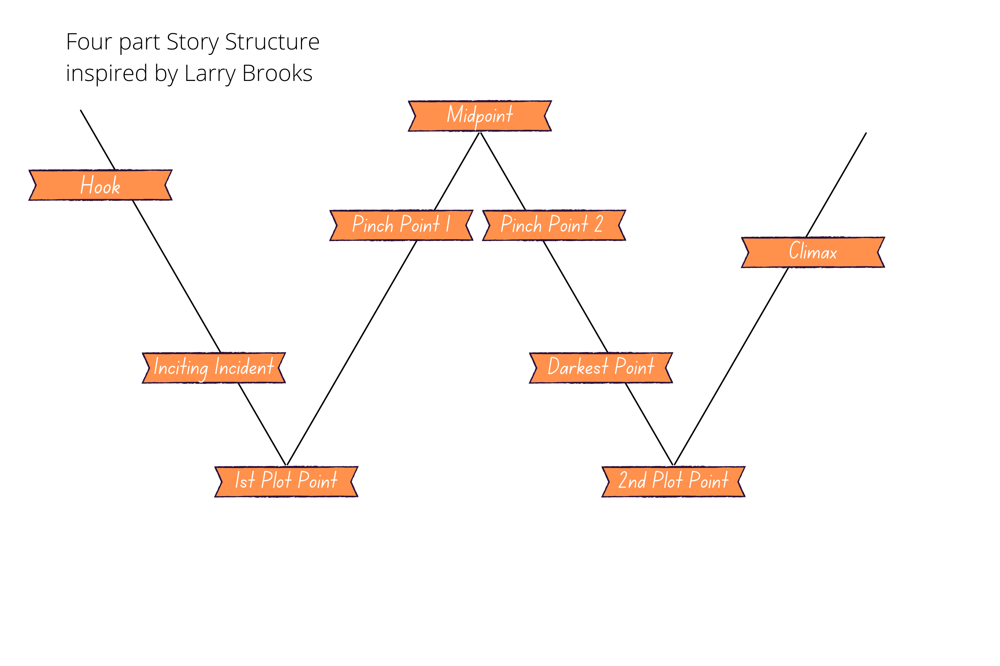 Four part Story Structure
inspired by Larry Brooks
Midpoint
Hook
Pinch Point 1
Pinch Point 2
Climax
Inciting Incident
Darkest Point
1st Plot Point
2nd Plot Point